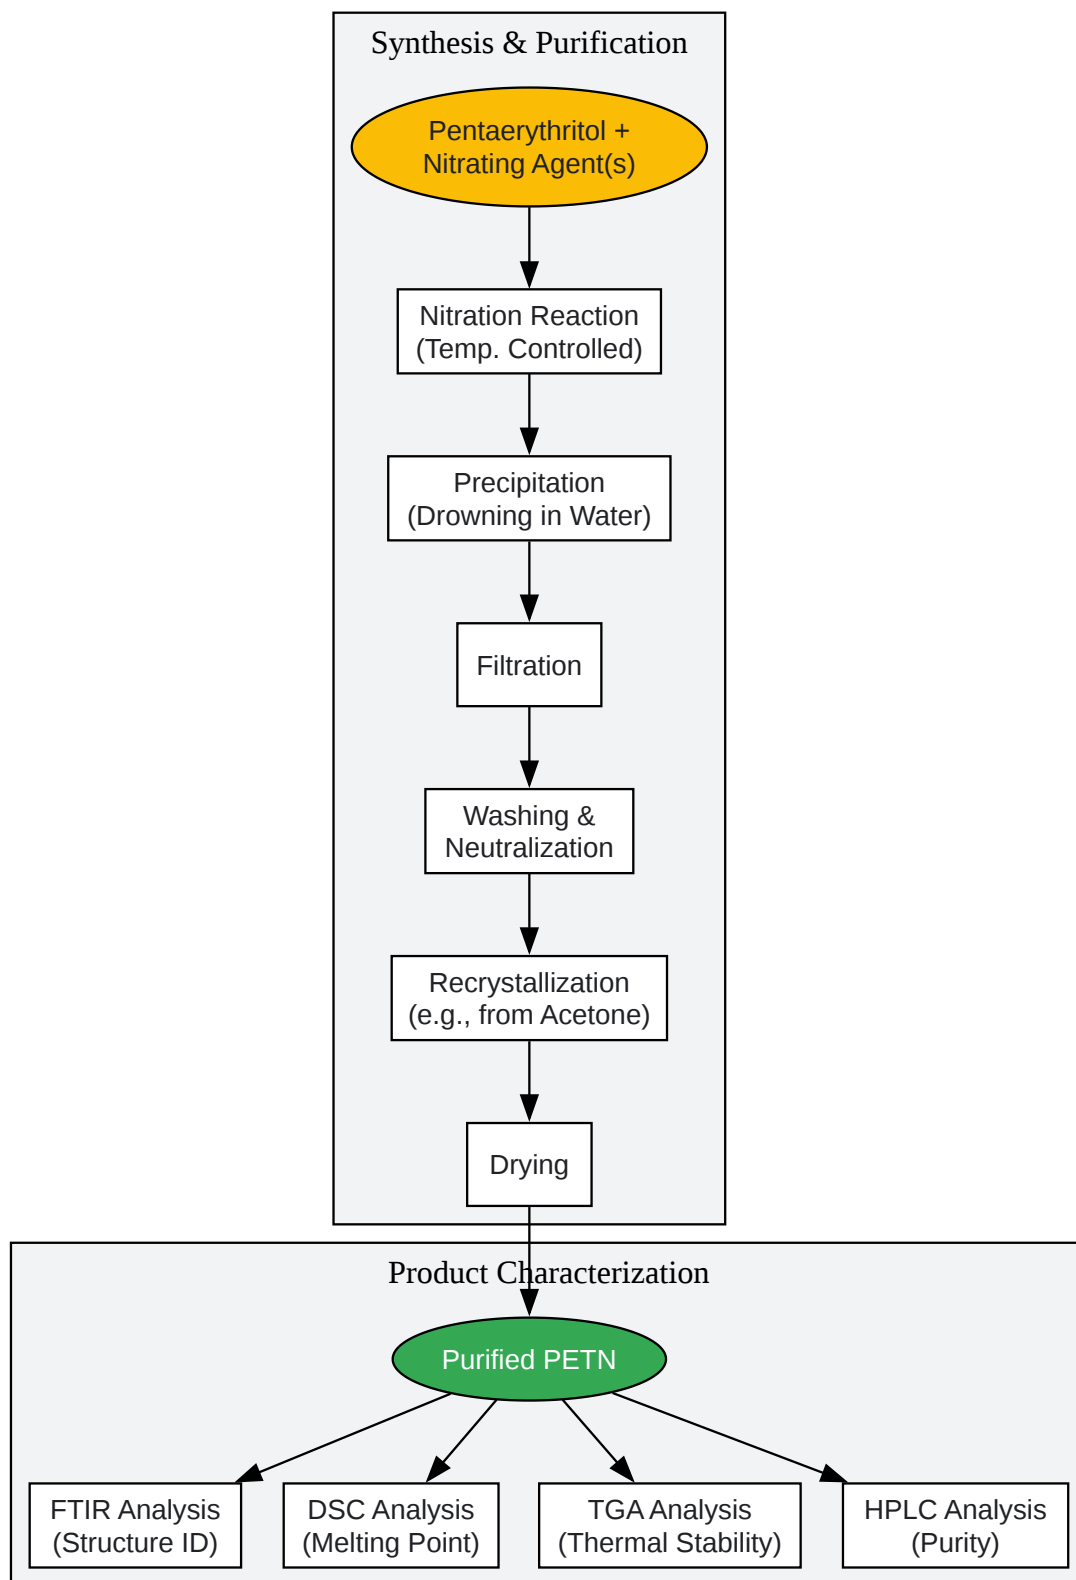 Synthesis & Purification
Pentaerythritol +
Nitrating Agent(s)
Nitration Reaction
(Temp. Controlled)
Precipitation
(Drowning in Water)
Filtration
Washing &
Neutralization
Recrystallization
(e.g., from Acetone)
Drying
Product Characterization
Purified PETN
FTIR Analysis
(Structure ID)
DSC Analysis
(Melting Point)
TGA Analysis
(Thermal Stability)
HPLC Analysis
(Purity)